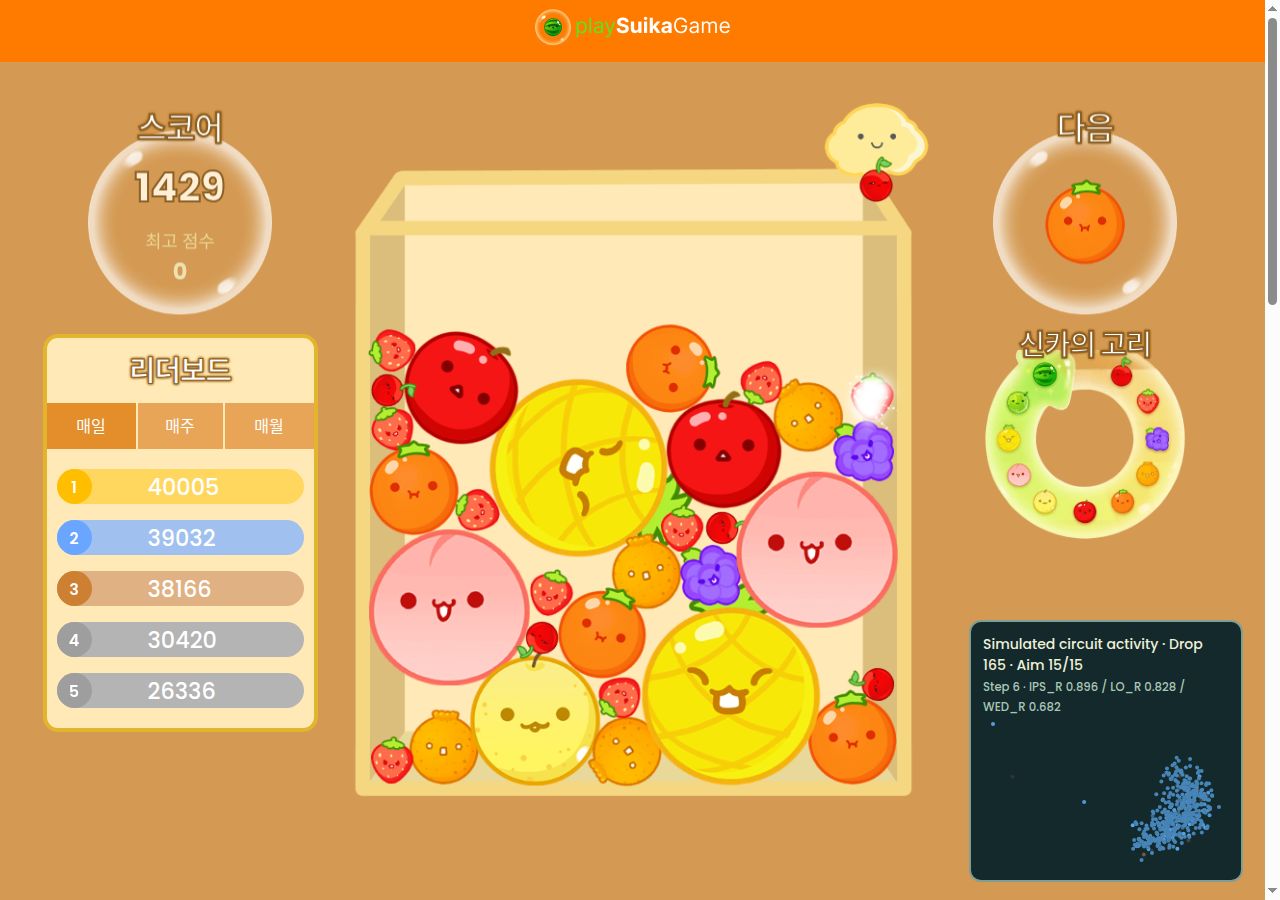 playSuikaGame
스코어
1429
최고 점수
0
리더보드
매일
매주
매월
1 40005
2 39032
3 38166
4 30420
5 26336
다음
신카의 고리
Simulated circuit activity · Drop
165 · Aim 15/15
Step 6 · IPS_R 0.896 / LO_R 0.828 /
WED_R 0.682